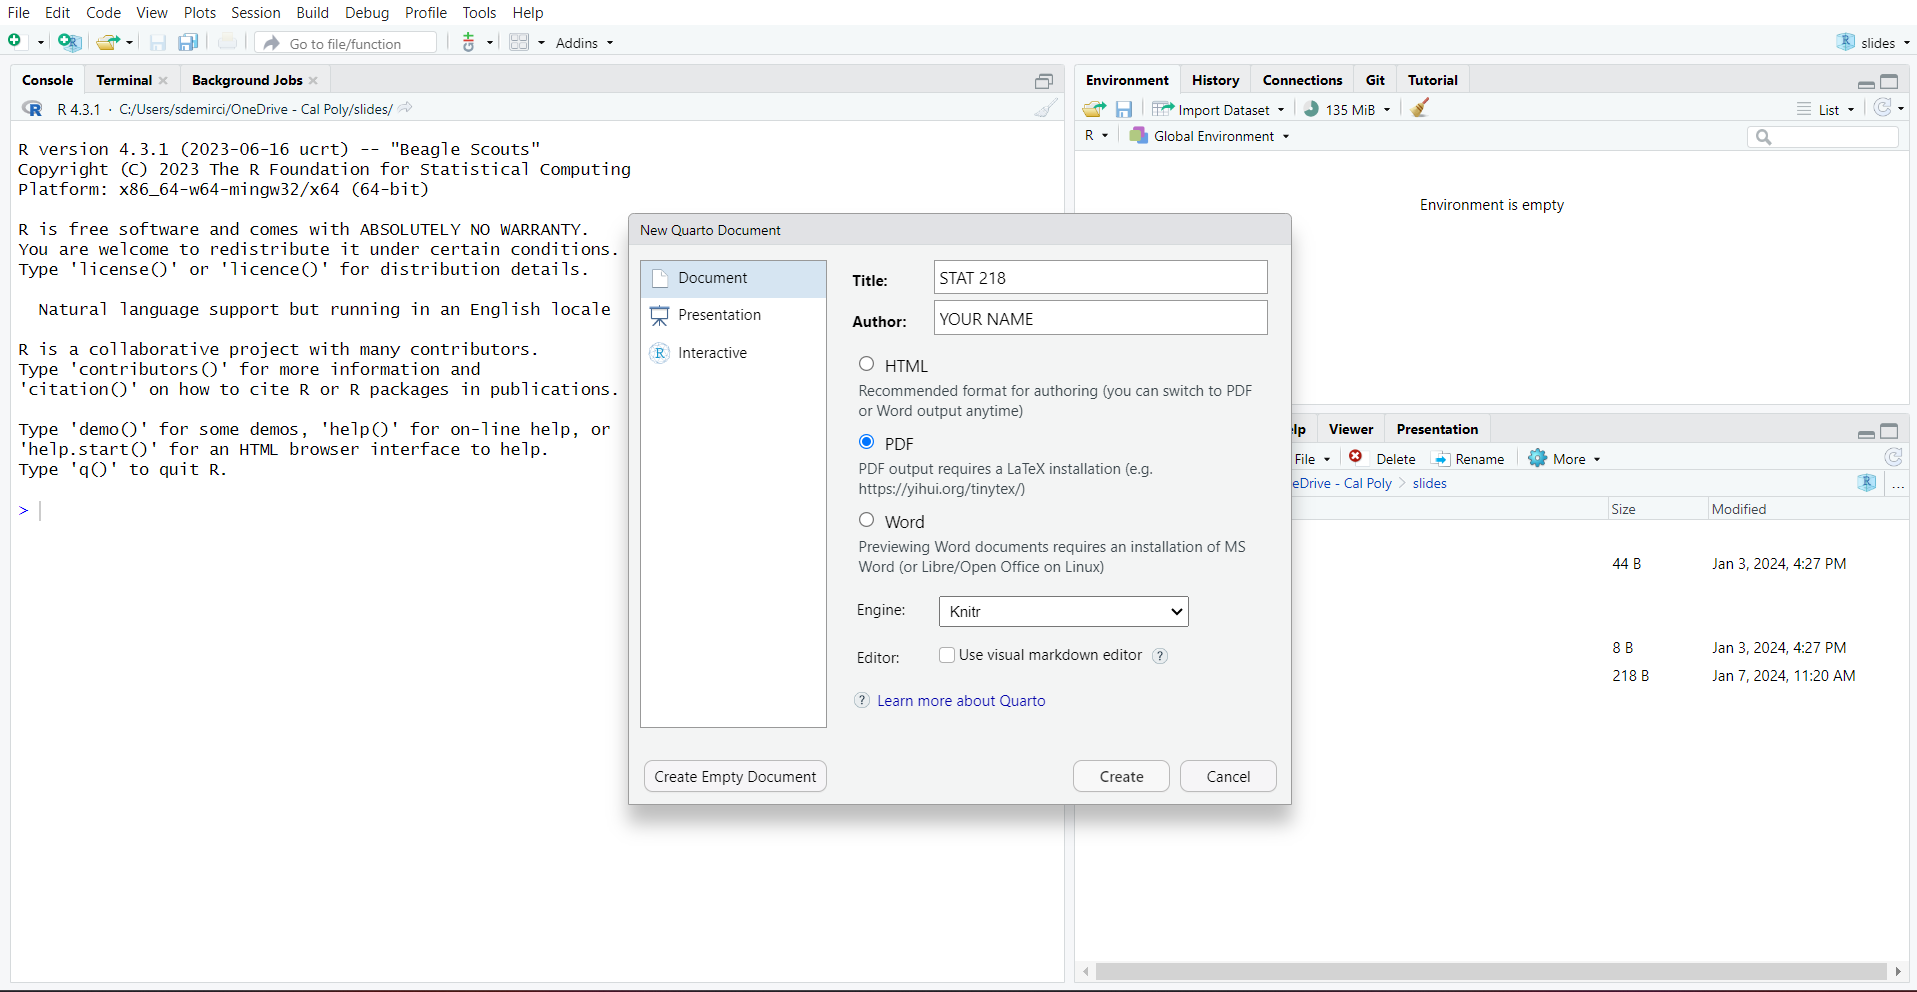 File Edit Code View Plots Session Build Debug Profile Tools Help
Go to file/function Addins slides
Console Terminal Background Jobs
R 4.3.1 · C:/Users/sdemirci/OneDrive - Cal Poly/slides/
R version 4.3.1 (2023-06-16 ucrt) -- "Beagle Scouts"
Copyright (C) 2023 The R Foundation for Statistical Computing
Platform: x86_64-w64-mingw32/x64 (64-bit)
R is free software and comes with ABSOLUTELY NO WARRANTY.
You are welcome to redistribute it under certain conditions.
Type 'license()' or 'licence()' for distribution details.
Natural language support but running in an English locale
R is a collaborative project with many contributors.
Type 'contributors()' for more information and
'citation()' on how to cite R or R packages in publications.
Type 'demo()' for some demos, 'help()' for on-line help, or
'help.start()' for an HTML browser interface to help.
Type 'q()' to quit R.
>
New Quarto Document
Document
Presentation
Interactive
Title: STAT 218
Author: YOUR NAME
HTML
Recommended format for authoring (you can switch to PDF
or Word output anytime)
PDF
PDF output requires a LaTeX installation (e.g.
https://yihui.org/tinytex/)
Word
Previewing Word documents requires an installation of MS
Word (or Libre/Open Office on Linux)
Engine: Knitr
Editor: Use visual markdown editor ?
? Learn more about Quarto
Create Empty Document Create Cancel
Environment History Connections Git Tutorial
Import Dataset 135 MiB List
R Global Environment
Environment is empty
lp Viewer Presentation
File Delete Rename More
eDrive - Cal Poly > slides ...
Size Modified
44 B Jan 3, 2024, 4:27 PM
8 B Jan 3, 2024, 4:27 PM
218 B Jan 7, 2024, 11:20 AM